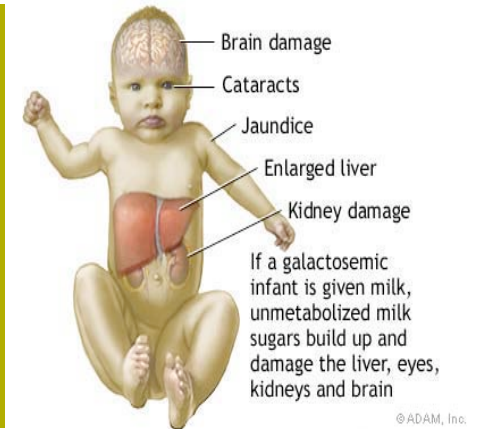 Brain damage
Cataracts
Jaundice
Enlarged liver
Kidney damage
If a galactosemic
infant is given milk,
unmetabolized milk
sugars build up and
damage the liver, eyes,
kidneys and brain
©ADAM, Inc.